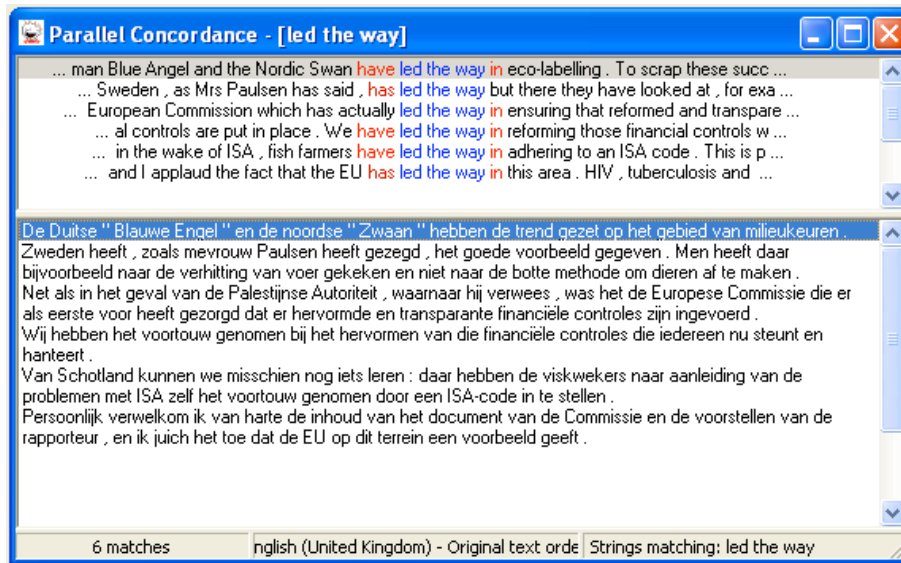 Parallel Concordance - [led the way]
... man Blue Angel and the Nordic Swan have led the way in eco-labelling . To scrap these succ ...
... Sweden , as Mrs Paulsen has said , has led the way but there they have looked at , for exa ...
... European Commission which has actually led the way in ensuring that reformed and transpare ...
... al controls are put in place . We have led the way in reforming those financial controls w ...
... in the wake of ISA , fish farmers have led the way in adhering to an ISA code . This is p ...
... and I applaud the fact that the EU has led the way in this area . HIV , tuberculosis and ...
De Duitse " Blauwe Engel " en de noordse " Zwaan " hebben de trend gezet op het gebied van milieukeuren .
Zweden heeft , zoals mevrouw Paulsen heeft gezegd , het goede voorbeeld gegeven . Men heeft daar
bijvoorbeeld naar de verhitting van voer gekeken en niet naar de botte methode om dieren af te maken .
Net als in het geval van de Palestijnse Autoriteit , waarnaar hij verwees , was het de Europese Commissie die er
als eerste voor heeft gezorgd dat er hervormde en transparante financiële controles zijn ingevoerd .
Wij hebben het voortouw genomen bij het hervormen van die financiële controles die iedereen nu steunt en
hanteert .
Van Schotland kunnen we misschien nog iets leren : daar hebben de viskwekers naar aanleiding van de
problemen met ISA zelf het voortouw genomen door een ISA-code in te stellen .
Persoonlijk verwelkom ik van harte de inhoud van het document van de Commissie en de voorstellen van de
rapporteur , en ik juich het toe dat de EU op dit terrein een voorbeeld geeft .
6 matches nglish (United Kingdom) - Original text orde Strings matching: led the way